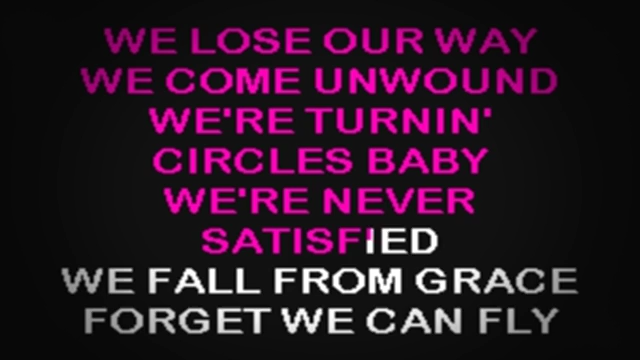 WE LOSE OUR WAY
WE COME UNWOUND
WE'RE TURNIN'
CIRCLES BABY
WE'RE NEVER
SATISFIED
WE FALL FROM GRACE
FORGET WE CAN FLY